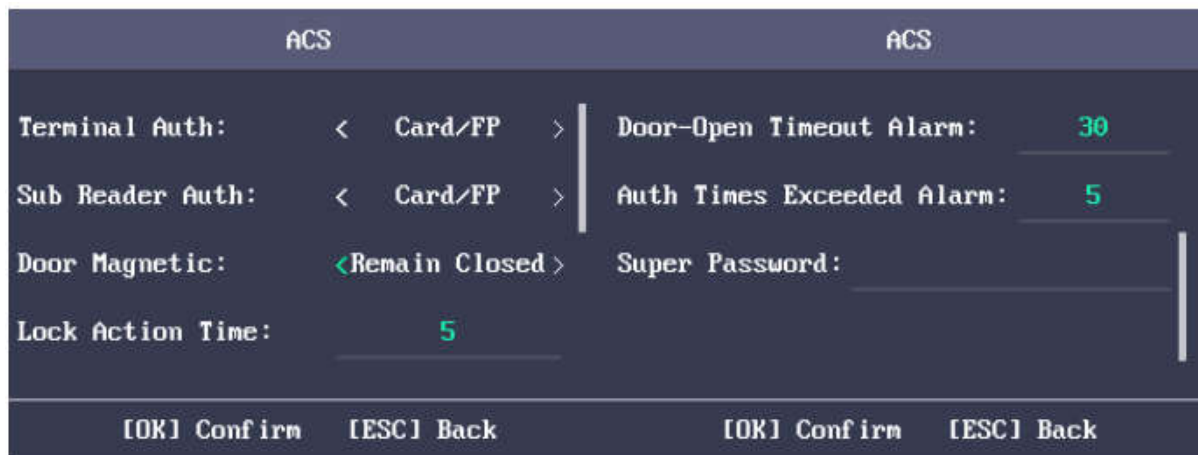 ACS
Terminal Auth: < Card/FP >
Sub Reader Auth: < Card/FP >
Door Magnetic: <Remain Closed>
Lock Action Time: 5
[OK] Confirm [ESC] Back
ACS
Door-Open Timeout Alarm: 30
Auth Times Exceeded Alarm: 5
Super Password:
[OK] Confirm [ESC] Back